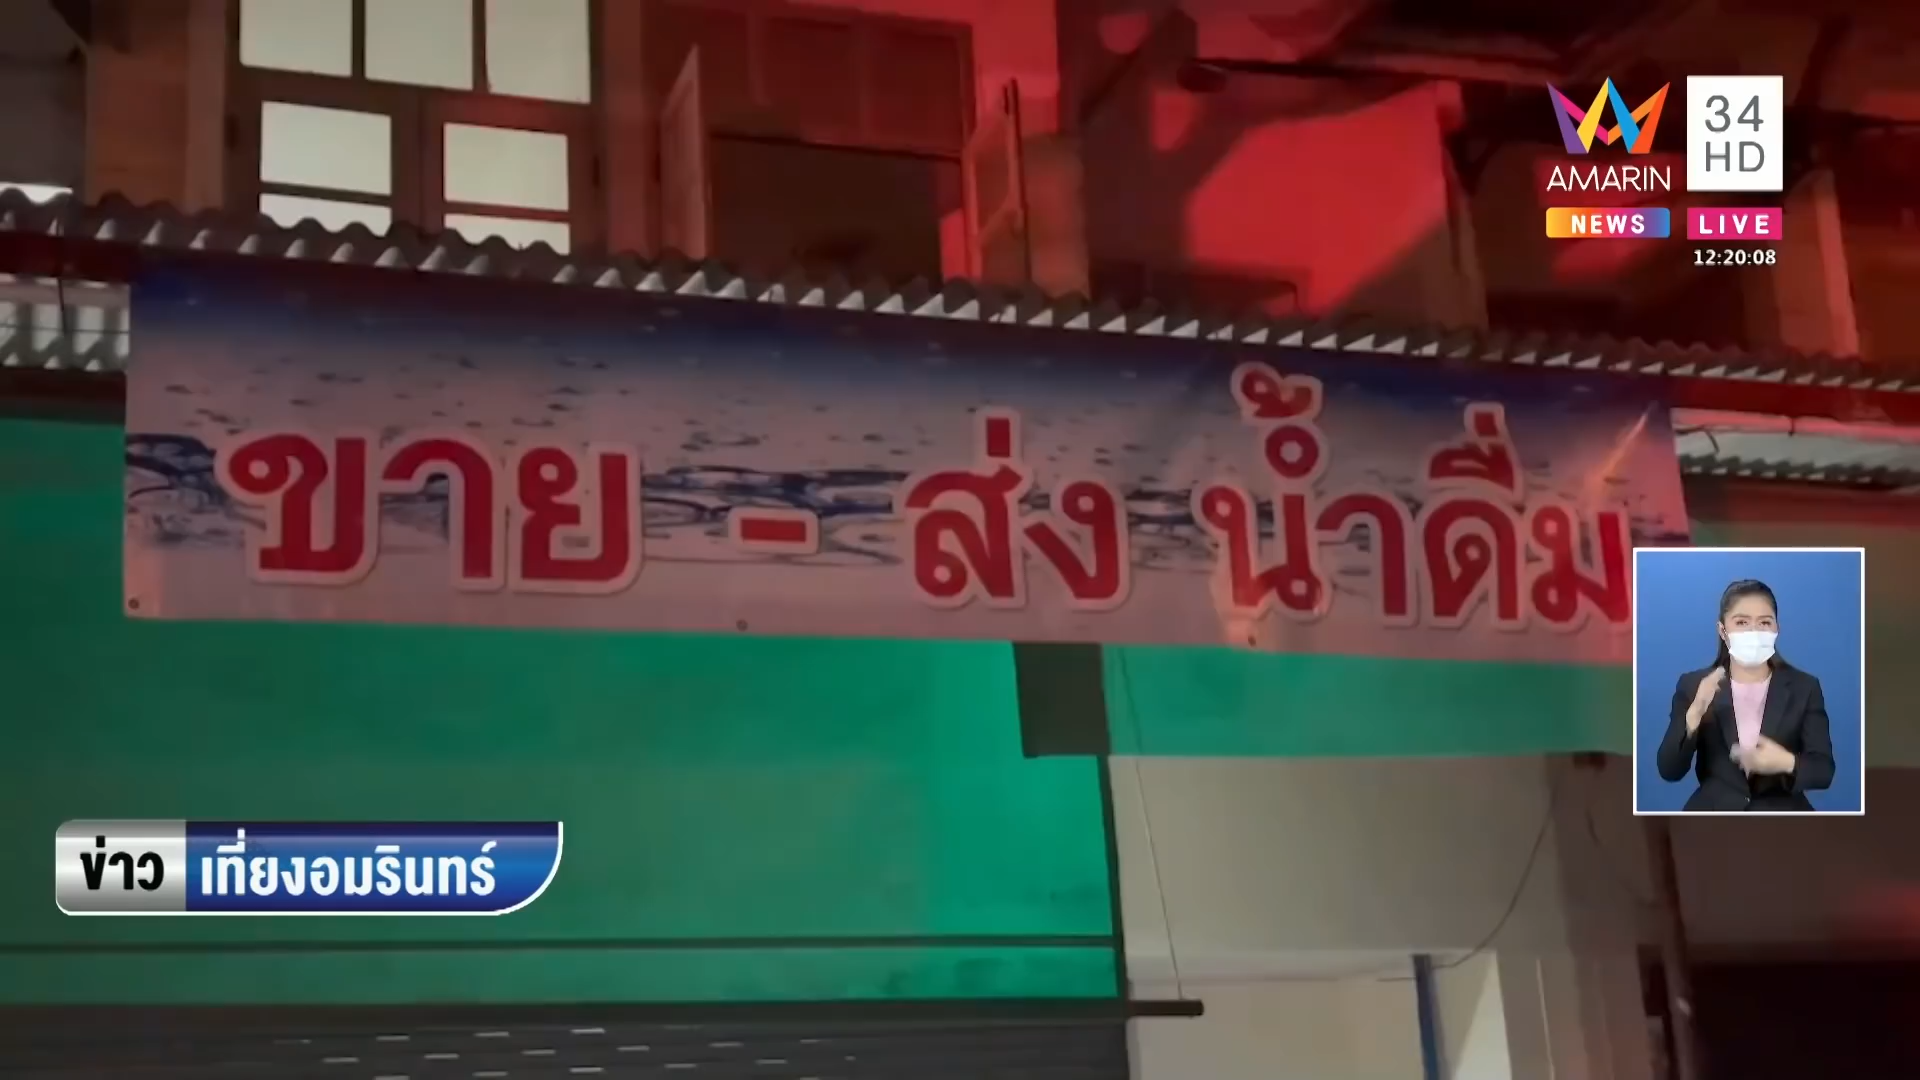 AMARIN
34
HD
NEWS
LIVE
12:20:08
ขาย - ส่ง น้ำดื่ม
ข่าว เที่ยงอมรินทร์